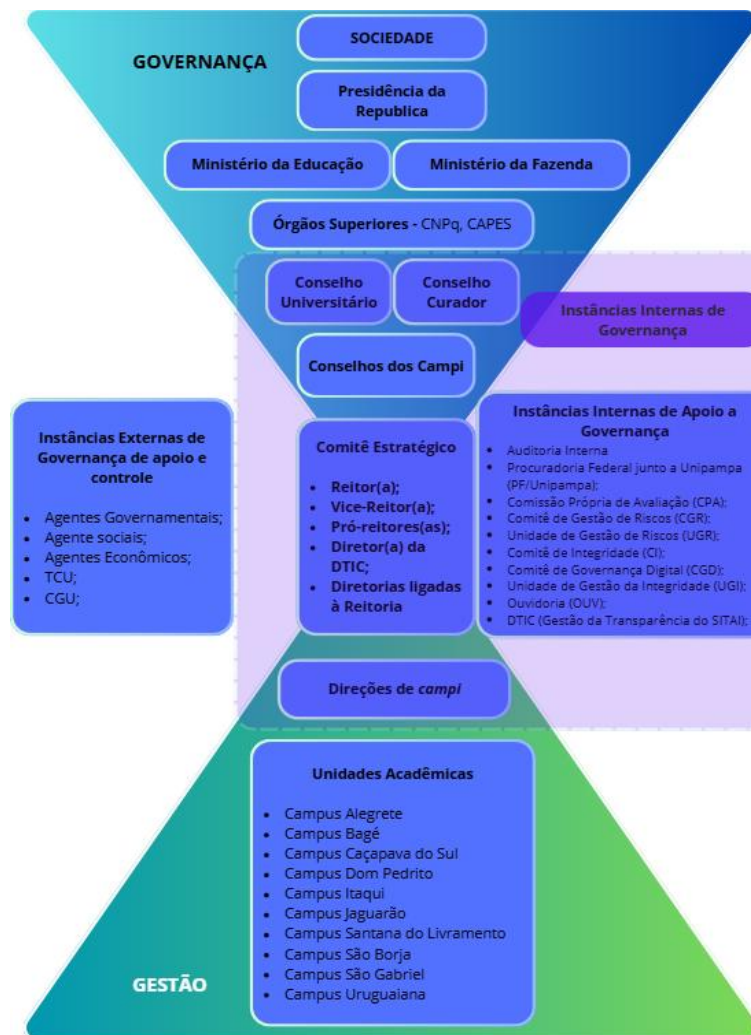 GOVERNANÇA
SOCIEDADE
Presidência da
Republica
Ministério da Educação
Ministério da Fazenda
Órgãos Superiores - CNPq, CAPES
Conselho
Universitário
Conselho
Curador
Instâncias Internas de
Governança
Conselhos dos Campi
Instâncias Externas de
Governança de apoio e
controle
• Agentes Governamentais;
• Agente sociais;
• Agentes Econômicos;
• TCU;
• CGU;
Comitê Estratégico
• Reitor(a);
• Vice-Reitor(a);
• Pró-reitores(as);
• Diretor(a) da
DTIC;
• Diretorias ligadas
à Reitoria
Instâncias Internas de Apoio a
Governança
• Auditoria Interna
• Procuradoria Federal junto a Unipampa
(PF/Unipampa);
• Comissão Própria de Avaliação (CPA);
• Comitê de Gestão de Riscos (CGR);
• Unidade de Gestão de Riscos (UGR);
• Comitê de Integridade (CI);
• Comitê de Governança Digital (CGD);
• Unidade de Gestão da Integridade (UGI);
• Ouvidoria (OUV);
• DTIC (Gestão da Transparência do SITAI);
Direções de campi
Unidades Acadêmicas
• Campus Alegrete
• Campus Bagé
• Campus Caçapava do Sul
• Campus Dom Pedrito
• Campus Itaqui
• Campus Jaguarão
• Campus Santana do Livramento
• Campus São Borja
• Campus São Gabriel
• Campus Uruguaiana
GESTÃO